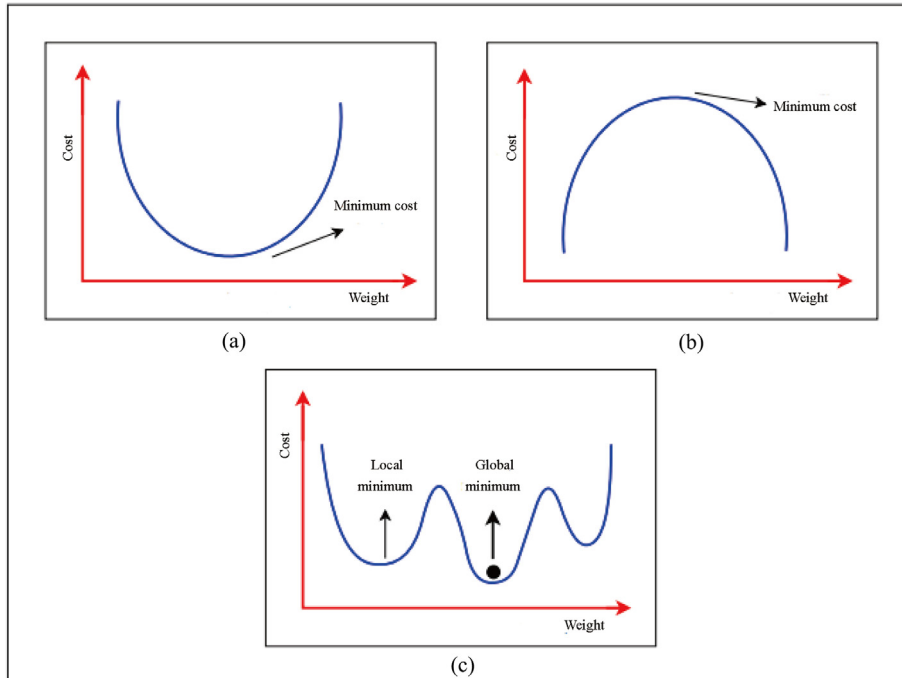 Cost
Minimum cost
Weight
(a)
Cost
Minimum cost
Weight
(b)
Cost
Local
minimum
Global
minimum
Weight
(c)